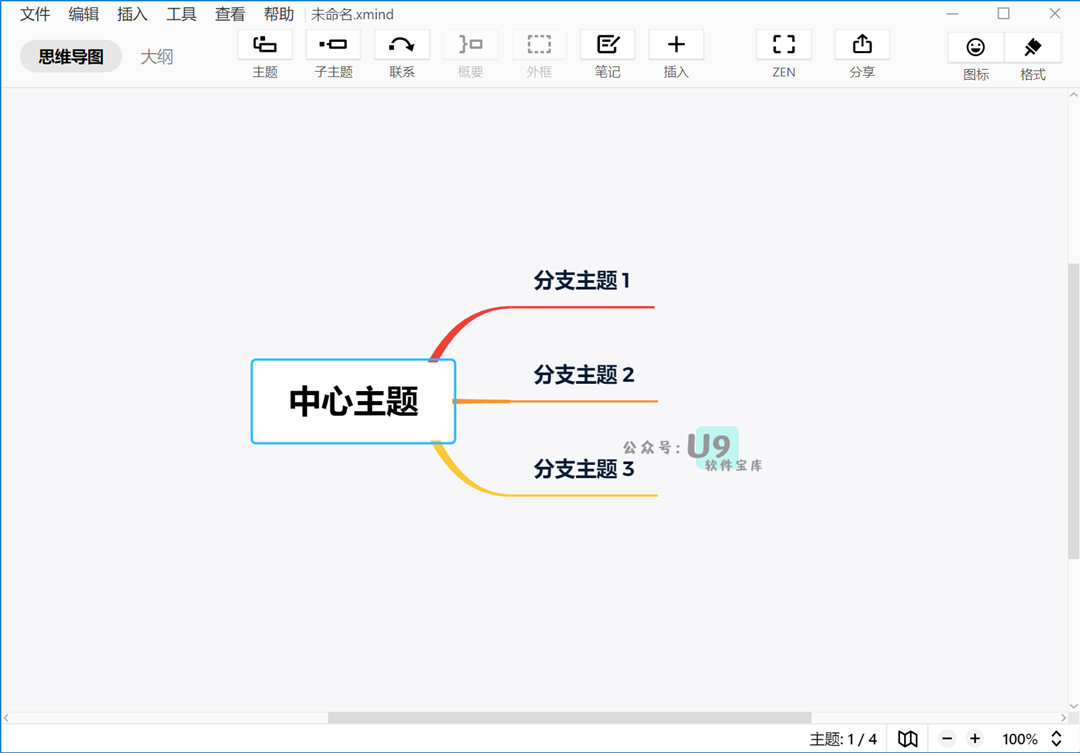 文件 编辑 插入 工具 查看 帮助 未命名.xmind
思维导图 大纲
主题 子主题 联系 概要 外框 笔记 插入 ZEN 分享 图标 格式
分支主题 1
分支主题 2
中心主题
公众号: U9
软件宝库
分支主题 3
主题: 1 / 4 100%